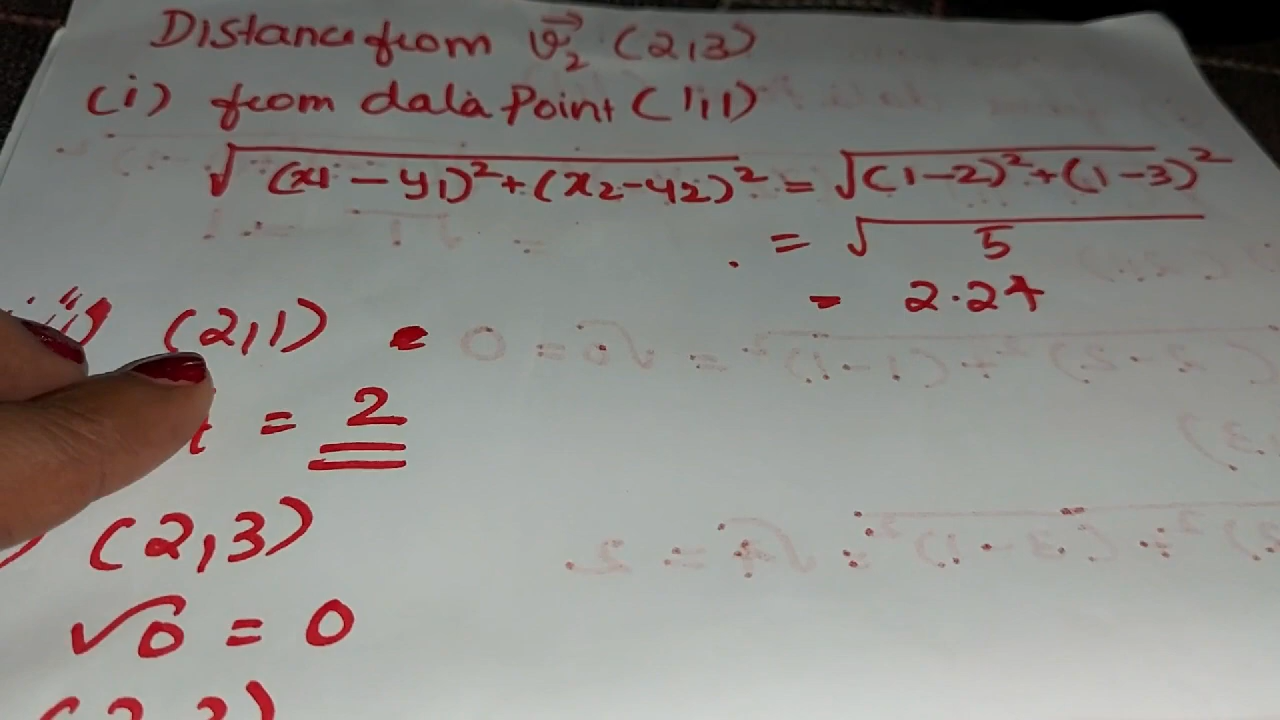 Distance from v⃗₂ (2,3)
(i) from data Point (1,1)
√(x1 - y1)² + (x2 - y2)² = √(1-2)² + (1-3)²
= √5
= 2.24
(2,1)
= 2
(2,3)
√0 = 0